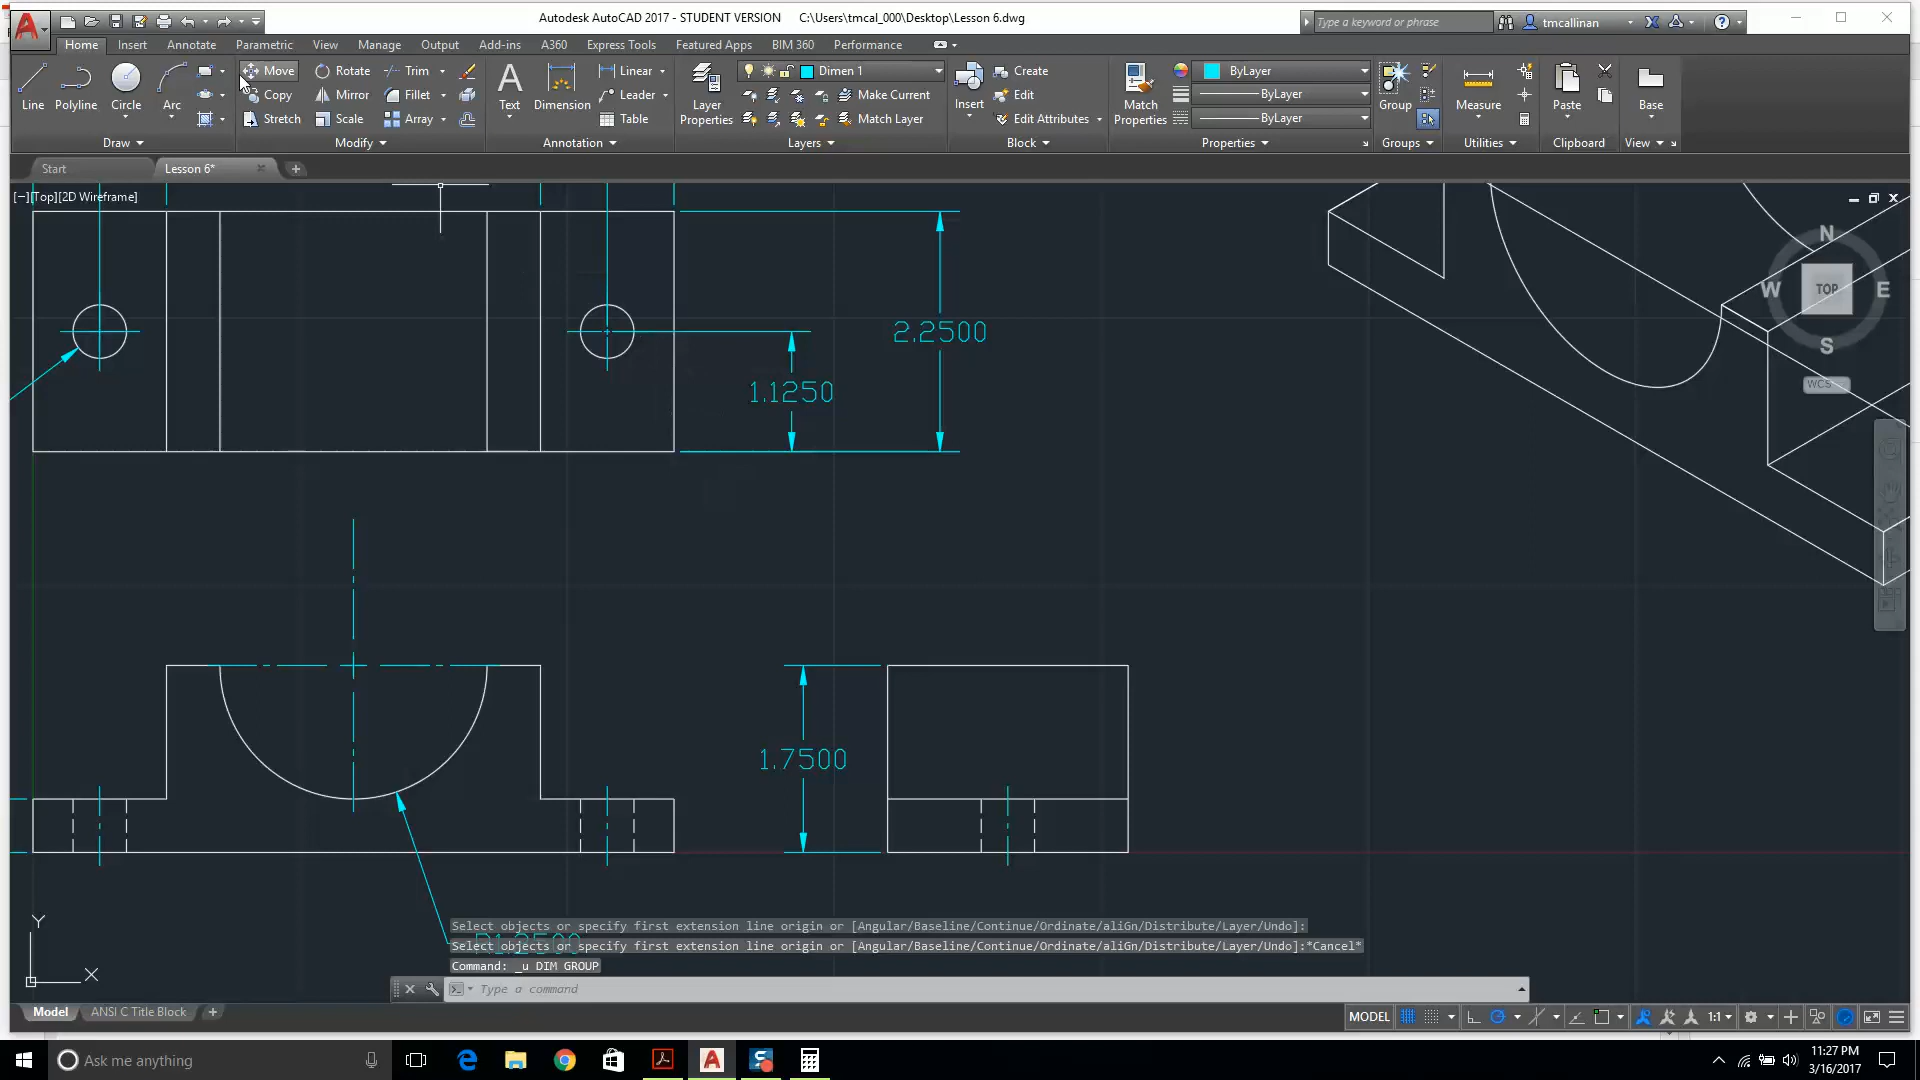 Autodesk AutoCAD 2017 - STUDENT VERSION C:\Users\tmcal_000\Desktop\Lesson 6.dwg
Type a keyword or phrase
tmcallinan
Home Insert Annotate Parametric View Manage Output Add-ins A360 Express Tools Featured Apps BIM 360 Performance
Line Polyline Circle Arc
Move Rotate Trim
Copy Mirror Fillet
Stretch Scale Array
Text Dimension
Linear
Leader
Table
Layer Properties
Dimen 1
Make Current
Match Layer
Insert
Create
Edit
Edit Attributes
Match Properties
ByLayer
ByLayer
ByLayer
Group
Measure
Paste
Base
Draw Modify Annotation Layers Block Properties Groups Utilities Clipboard View
Start Lesson 6*
[−][Top][2D Wireframe]
N
W TOP E
S
WCS
2.2500
1.1250
1.7500
R1.2500
Select objects or specify first extension line origin or [Angular/Baseline/Continue/Ordinate/aliGn/Distribute/Layer/Undo]:
Select objects or specify first extension line origin or [Angular/Baseline/Continue/Ordinate/aliGn/Distribute/Layer/Undo]:*Cancel*
Command: _u DIM GROUP
Type a command
Y
X
Model ANSI C Title Block
MODEL 1:1
Ask me anything
11:27 PM
3/16/2017